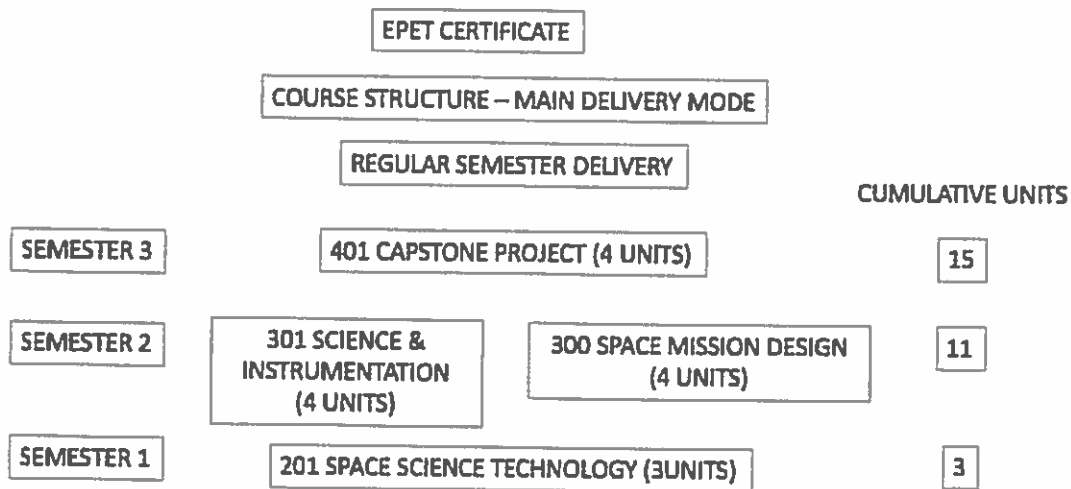 EPET CERTIFICATE
COURSE STRUCTURE – MAIN DELIVERY MODE
REGULAR SEMESTER DELIVERY
CUMULATIVE UNITS
SEMESTER 3
401 CAPSTONE PROJECT (4 UNITS)
15
SEMESTER 2
301 SCIENCE &
INSTRUMENTATION
(4 UNITS)
300 SPACE MISSION DESIGN
(4 UNITS)
11
SEMESTER 1
201 SPACE SCIENCE TECHNOLOGY (3UNITS)
3